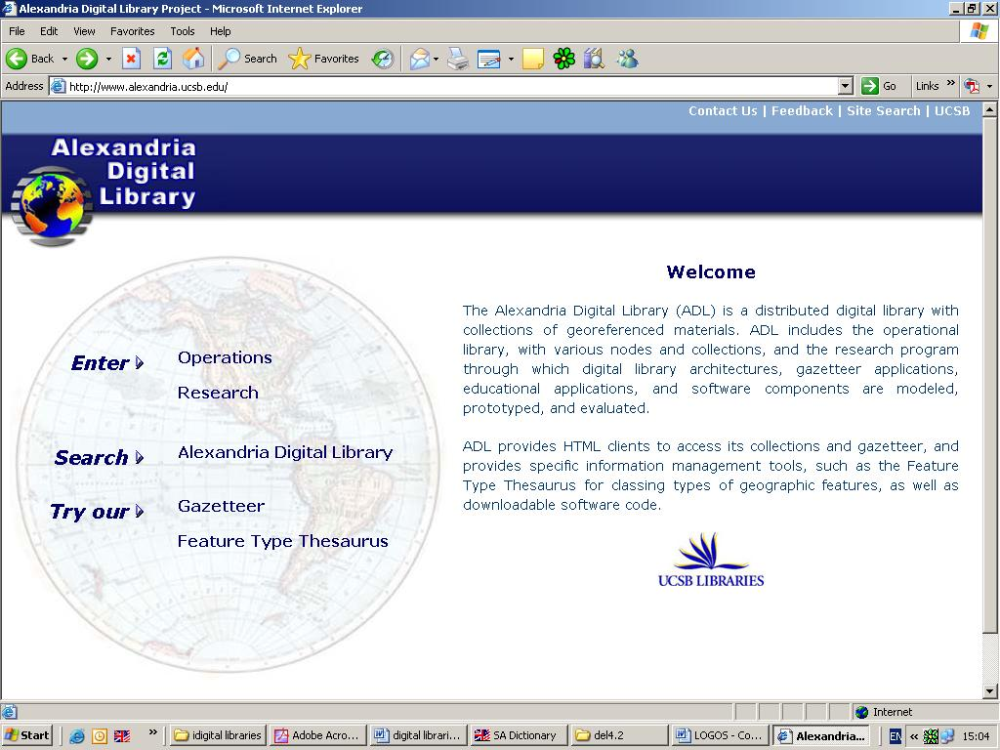 Alexandria Digital Library Project - Microsoft Internet Explorer
File Edit View Favorites Tools Help
Back Search Favorites
Address http://www.alexandria.ucsb.edu/ Go Links »
Contact Us | Feedback | Site Search | UCSB
Alexandria
Digital
Library
Welcome
The Alexandria Digital Library (ADL) is a distributed digital library with
collections of georeferenced materials. ADL includes the operational
library, with various nodes and collections, and the research program
through which digital library architectures, gazetteer applications,
educational applications, and software components are modeled,
prototyped, and evaluated.
ADL provides HTML clients to access its collections and gazetteer, and
provides specific information management tools, such as the Feature
Type Thesaurus for classing types of geographic features, as well as
downloadable software code.
UCSB LIBRARIES
Enter Operations
Research
Search Alexandria Digital Library
Try our Gazetteer
Feature Type Thesaurus
Internet
Start » idigital libraries Adobe Acro... digital librari... SA Dictionary del4.2 LOGOS - Co... Alexandria... EN « 15:04